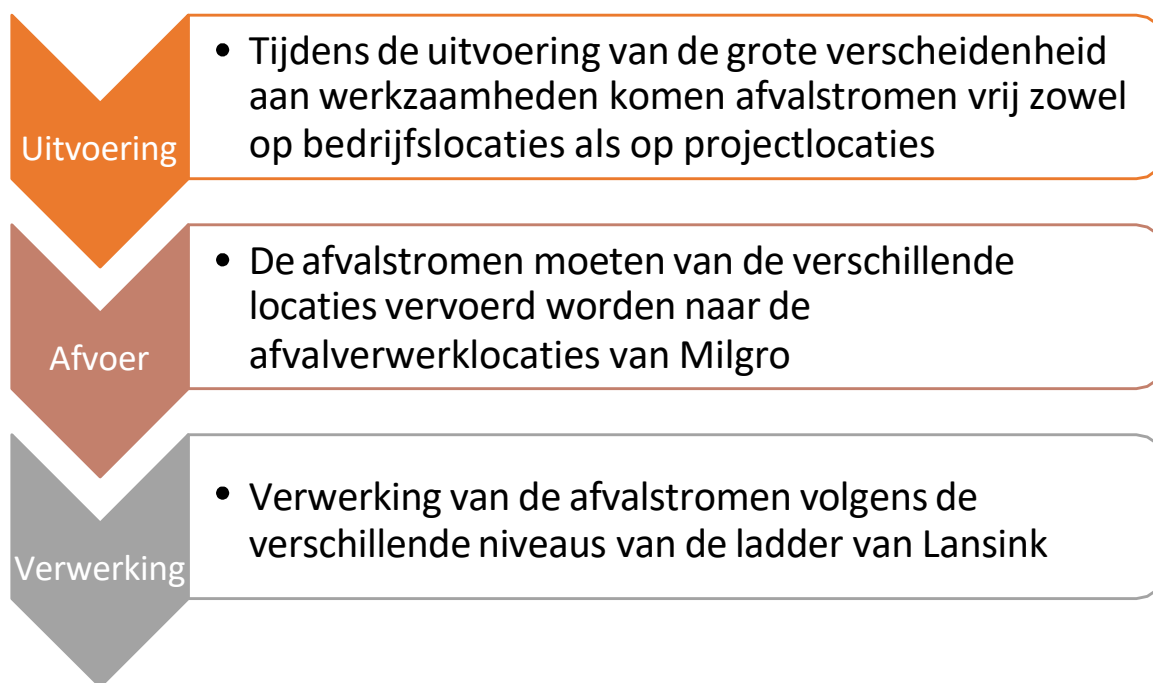 Uitvoering
• Tijdens de uitvoering van de grote verscheidenheid
aan werkzaamheden komen afvalstromen vrij zowel
op bedrijfslocaties als op projectlocaties
Afvoer
• De afvalstromen moeten van de verschillende
locaties vervoerd worden naar de
afvalverwerklocaties van Milgro
Verwerking
• Verwerking van de afvalstromen volgens de
verschillende niveaus van de ladder van Lansink